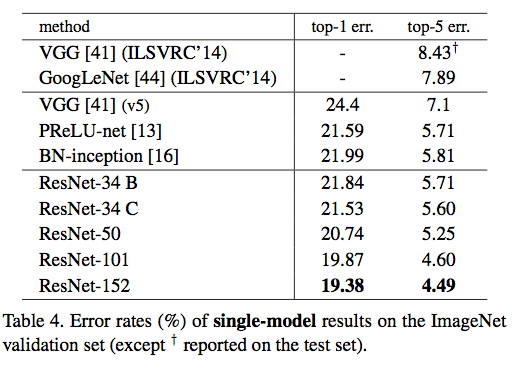 method top-1 err. top-5 err.
VGG [41] (ILSVRC'14) - 8.43†
GoogLeNet [44] (ILSVRC'14) - 7.89
VGG [41] (v5) 24.4 7.1
PReLU-net [13] 21.59 5.71
BN-inception [16] 21.99 5.81
ResNet-34 B 21.84 5.71
ResNet-34 C 21.53 5.60
ResNet-50 20.74 5.25
ResNet-101 19.87 4.60
ResNet-152 19.38 4.49
Table 4. Error rates (%) of single-model results on the ImageNet
validation set (except † reported on the test set).